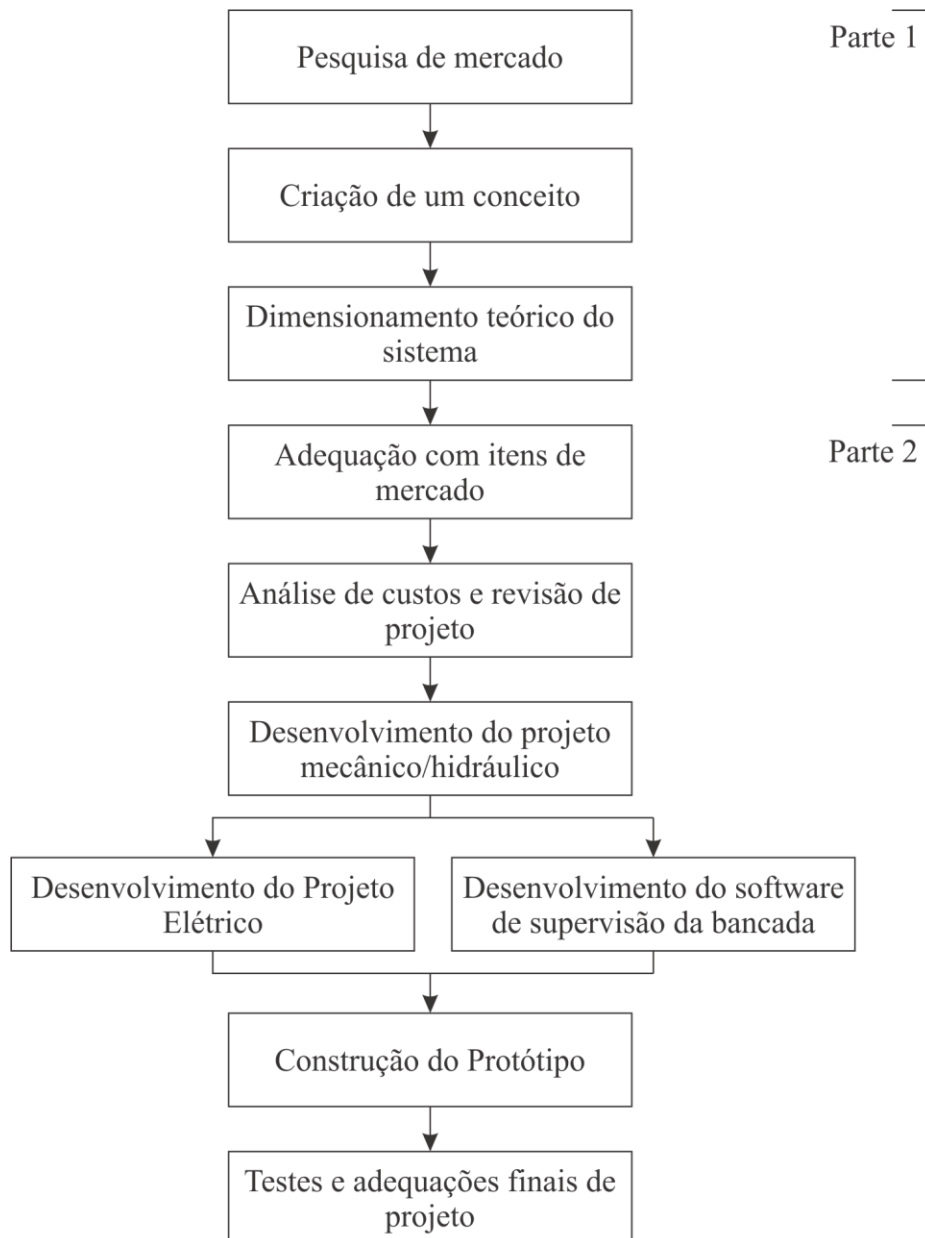 Pesquisa de mercado
Parte 1
Criação de um conceito
Dimensionamento teórico do
sistema
Adequação com itens de
mercado
Parte 2
Análise de custos e revisão de
projeto
Desenvolvimento do projeto
mecânico/hidráulico
Desenvolvimento do Projeto
Elétrico
Desenvolvimento do software
de supervisão da bancada
Construção do Protótipo
Testes e adequações finais de
projeto